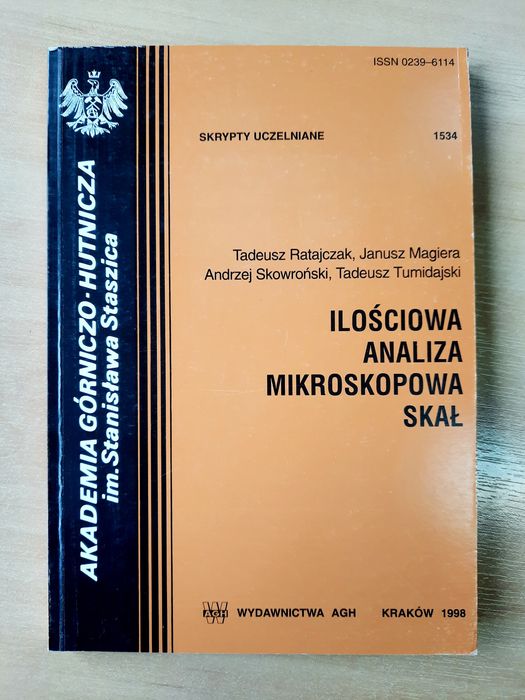 ISSN 0239-6114
SKRYPTY UCZELNIANE 1534
AKADEMIA GÓRNICZO-HUTNICZA
im. Stanisława Staszica
Tadeusz Ratajczak, Janusz Magiera
Andrzej Skowroński, Tadeusz Tumidajski
ILOŚCIOWA
ANALIZA
MIKROSKOPOWA
SKAŁ
AGH WYDAWNICTWA AGH KRAKÓW 1998